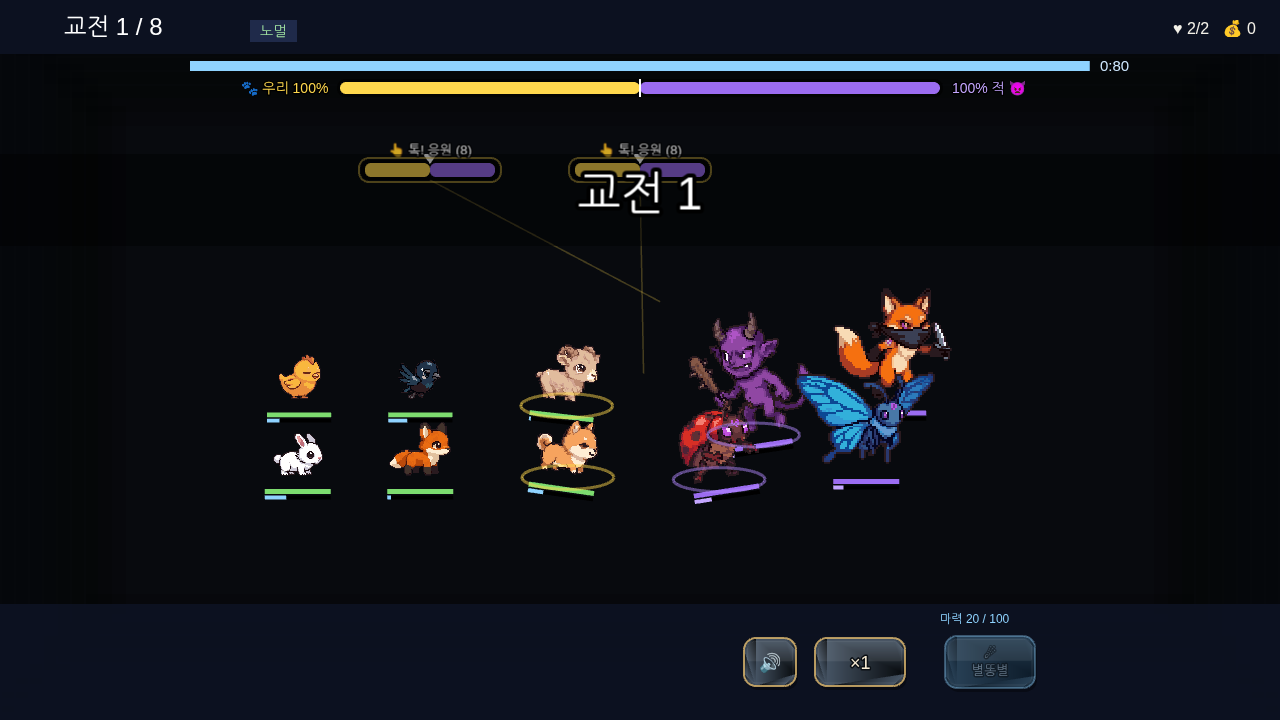 교전 1 / 8
노멀
♥ 2/2 💰 0
0:80
🐾 우리 100%
100% 적 😈
👆 톡! 응원 (8)
👆 톡! 응원 (8)
교전 1
마력 20 / 100
🔊
×1
별똥별